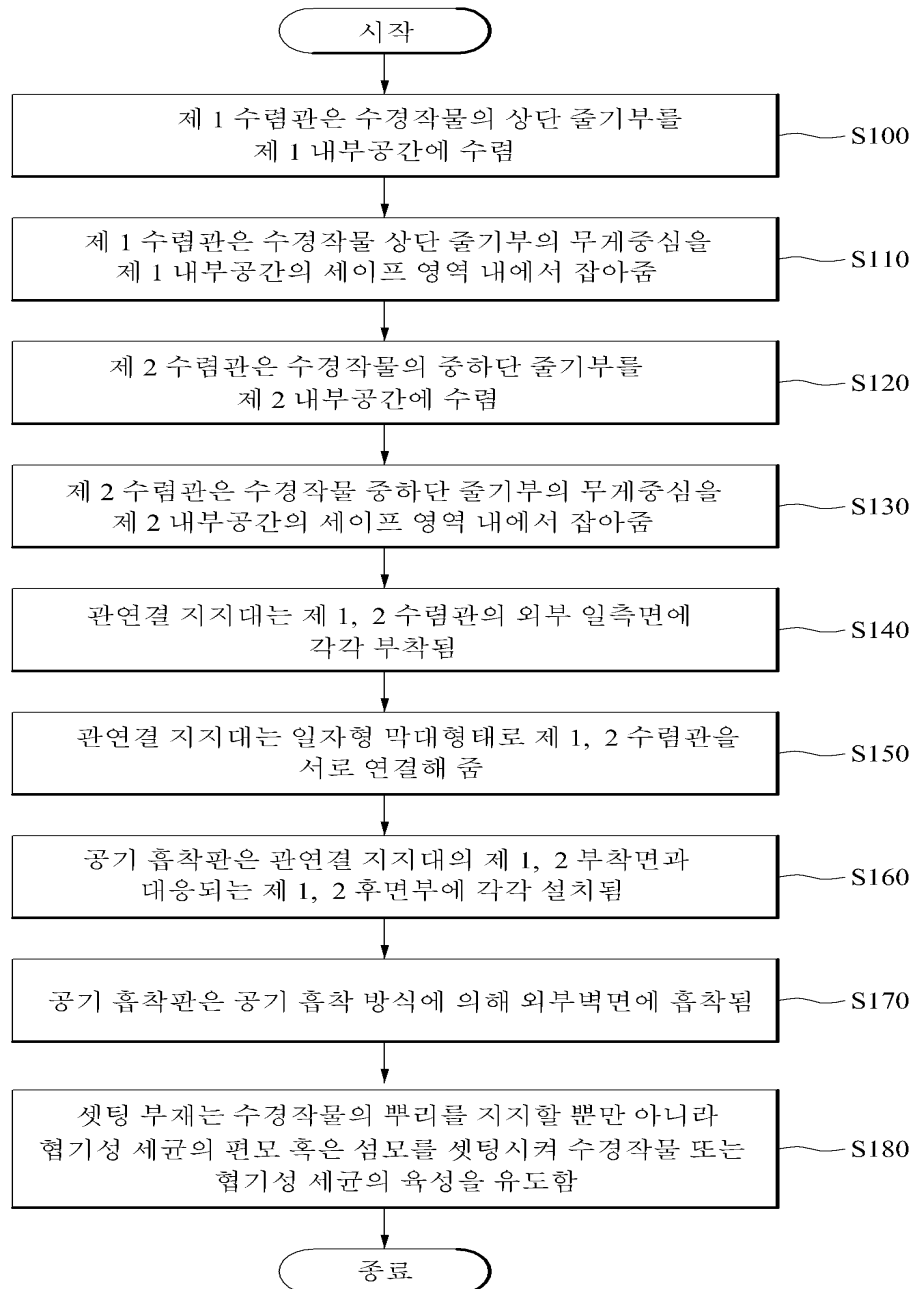 시작
제 1 수렴관은 수경작물의 상단 줄기부를
제 1 내부공간에 수렴
S100
제 1 수렴관은 수경작물 상단 줄기부의 무게중심을
제 1 내부공간의 세이프 영역 내에서 잡아줌
S110
제 2 수렴관은 수경작물의 중하단 줄기부를
제 2 내부공간에 수렴
S120
제 2 수렴관은 수경작물 중하단 줄기부의 무게중심을
제 2 내부공간의 세이프 영역 내에서 잡아줌
S130
관연결 지지대는 제 1, 2 수렴관의 외부 일측면에
각각 부착됨
S140
관연결 지지대는 일자형 막대형태로 제 1, 2 수렴관을
서로 연결해 줌
S150
공기 흡착판은 관연결 지지대의 제 1, 2 부착면과
대응되는 제 1, 2 후면부에 각각 설치됨
S160
공기 흡착판은 공기 흡착 방식에 의해 외부벽면에 흡착됨
S170
셋팅 부재는 수경작물의 뿌리를 지지할 뿐만 아니라
협기성 세균의 편모 혹은 섬모를 셋팅시켜 수경작물 또는
협기성 세균의 육성을 유도함
S180
종료